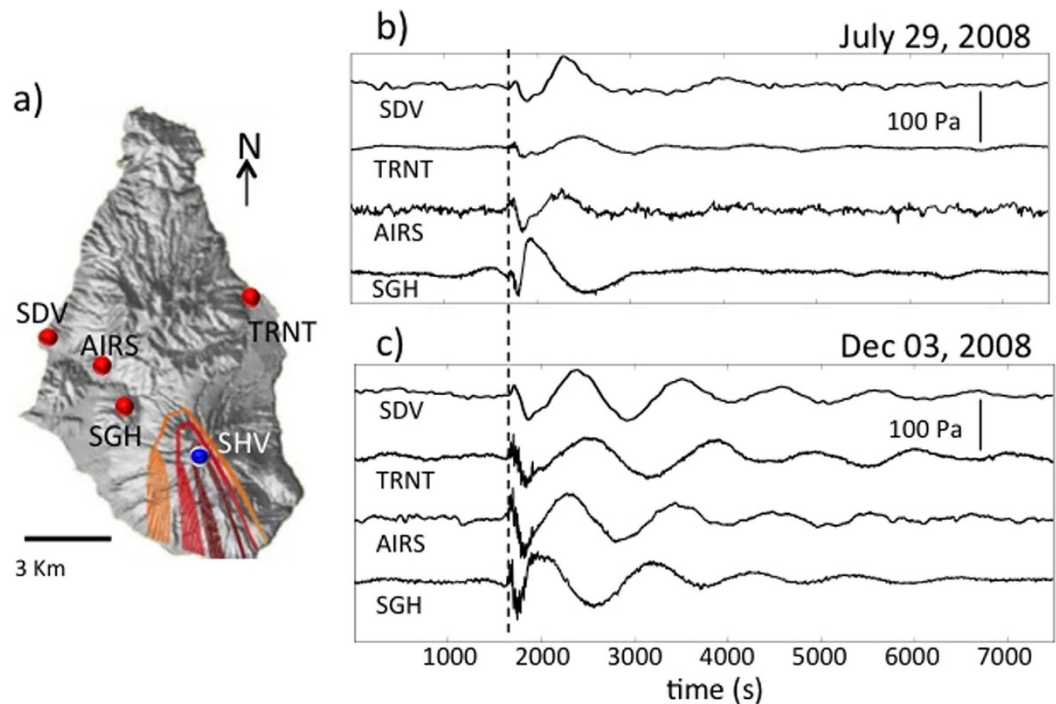 a)
N
SDV
AIRS
TRNT
SGH
SHV
3 Km
b)
July 29, 2008
SDV
100 Pa
TRNT
AIRS
SGH
c)
Dec 03, 2008
SDV
100 Pa
TRNT
AIRS
SGH
1000 2000 3000 4000 5000 6000 7000
time (s)